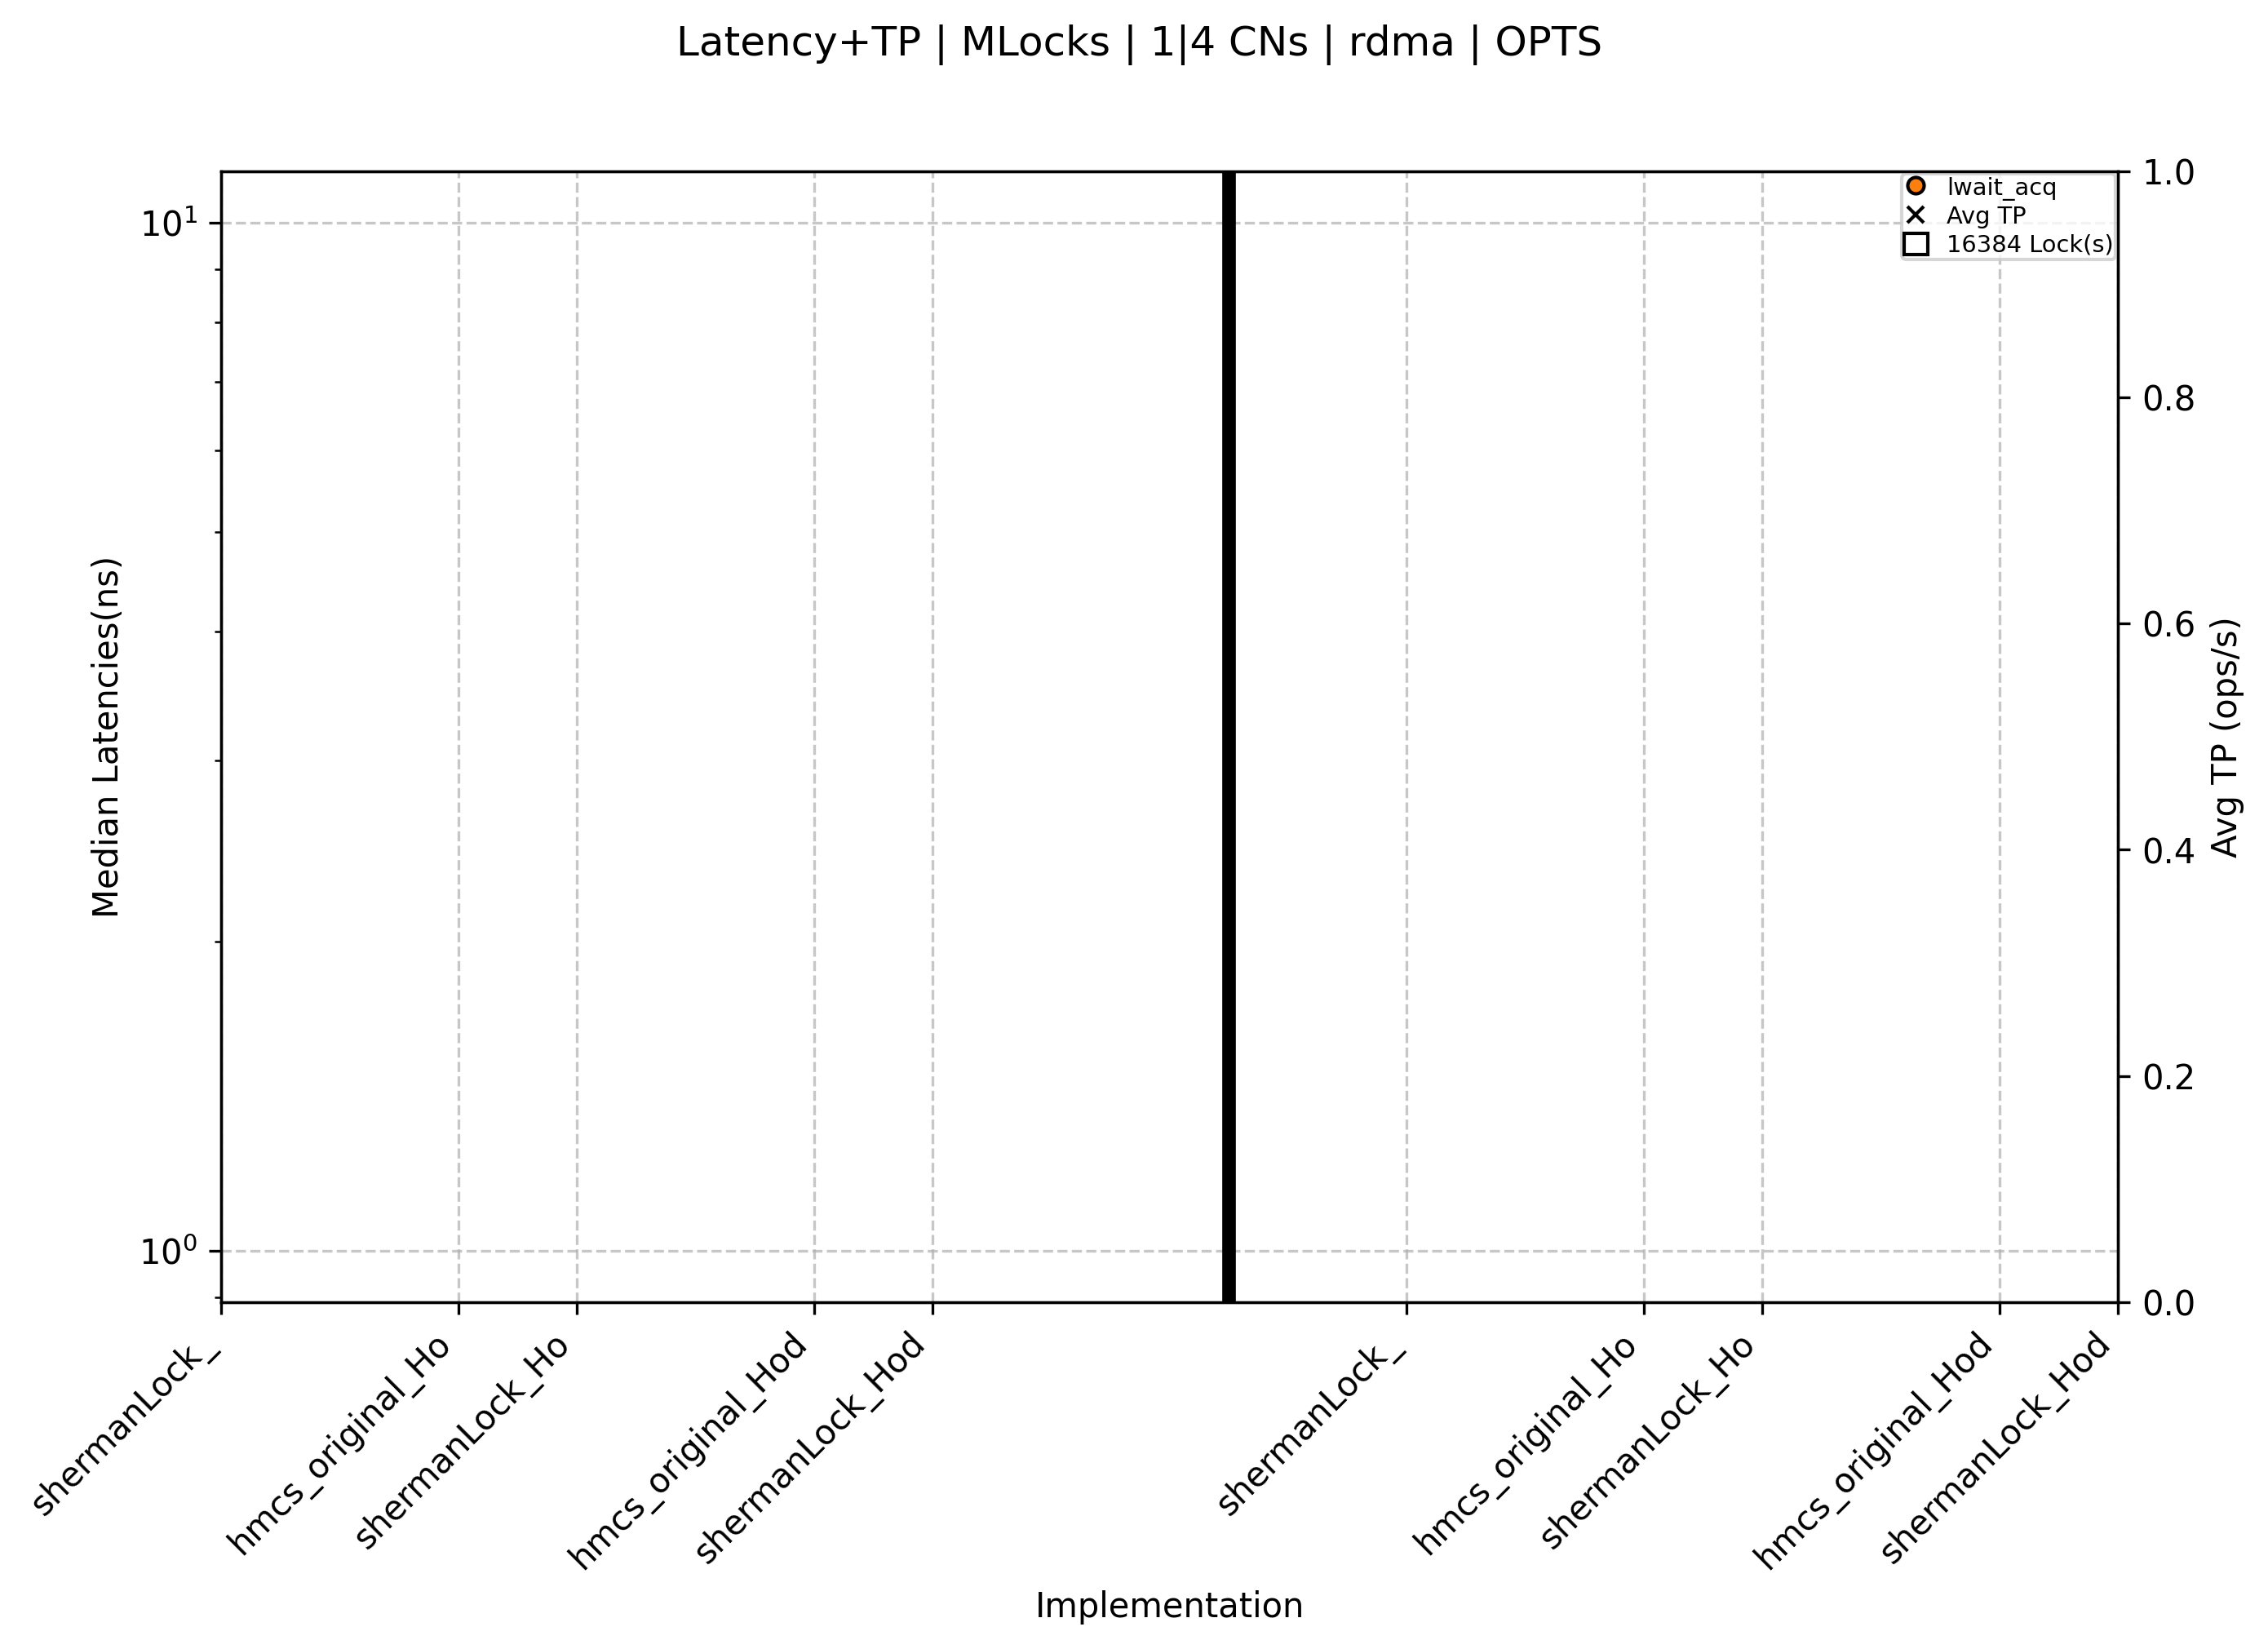 Latency+TP | MLocks | 1|4 CNs | rdma | OPTS
lwait_acq
Avg TP
16384 Lock(s)
Median Latencies(ns)
10¹
10⁰
1.0
0.8
0.6
0.4
0.2
0.0
Avg TP (ops/s)
shermanLock_
hmcs_original_Ho
shermanLock_Ho
hmcs_original_Hod
shermanLock_Hod
shermanLock_
hmcs_original_Ho
shermanLock_Ho
hmcs_original_Hod
shermanLock_Hod
Implementation